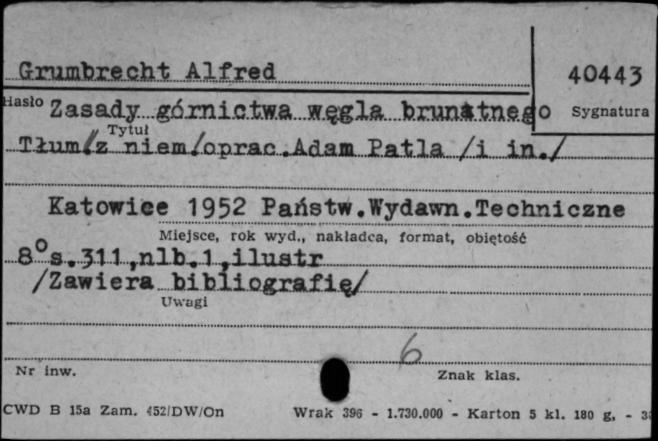 Grumbrecht Alfred
40443
Hasło Zasady górnictwa węgla brunatnego Sygnatura
Tytuł
Tłum./z niem./oprac.Adam Patla /i in./
Katowice 1952 Państw.Wydawn.Techniczne
Miejsce, rok wyd., nakładca, format, objętość
8° s.311,nlb.1,ilustr
/Zawiera bibliografię/
Uwagi
6
Nr inw.
Znak klas.
CWD B 15a Zam. 452/DW/On Wrak 396 - 1.730.000 - Karton 5 kl. 180 g, -